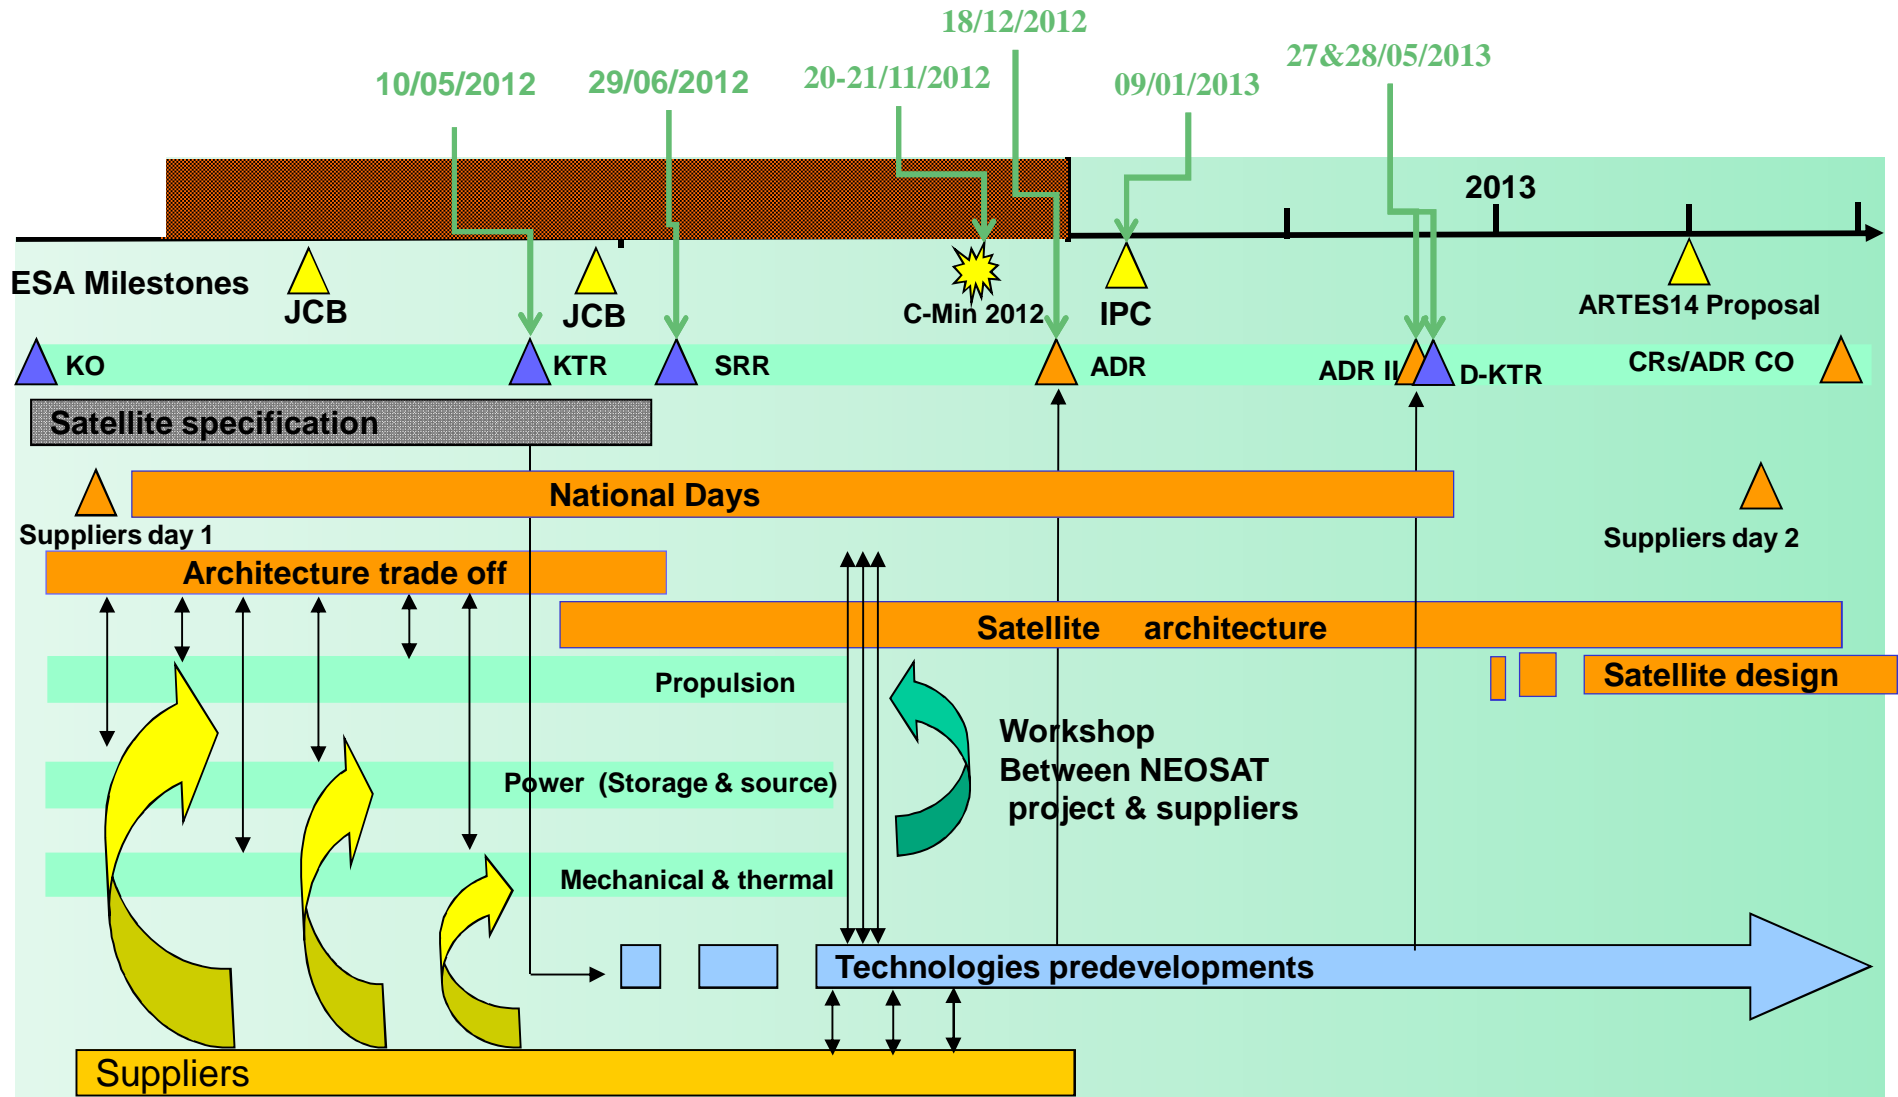 18/12/2012
10/05/2012
29/06/2012
20-21/11/2012
09/01/2013
27&28/05/2013
2013
ESA Milestones
JCB
JCB
C-Min 2012
IPC
ARTES14 Proposal
KO
KTR
SRR
ADR
ADR II
D-KTR
CRs/ADR CO
Satellite specification
National Days
Suppliers day 1
Suppliers day 2
Architecture trade off
Satellite architecture
Propulsion
Satellite design
Workshop
Between NEOSAT
project & suppliers
Power (Storage & source)
Mechanical & thermal
Technologies predevelopments
Suppliers